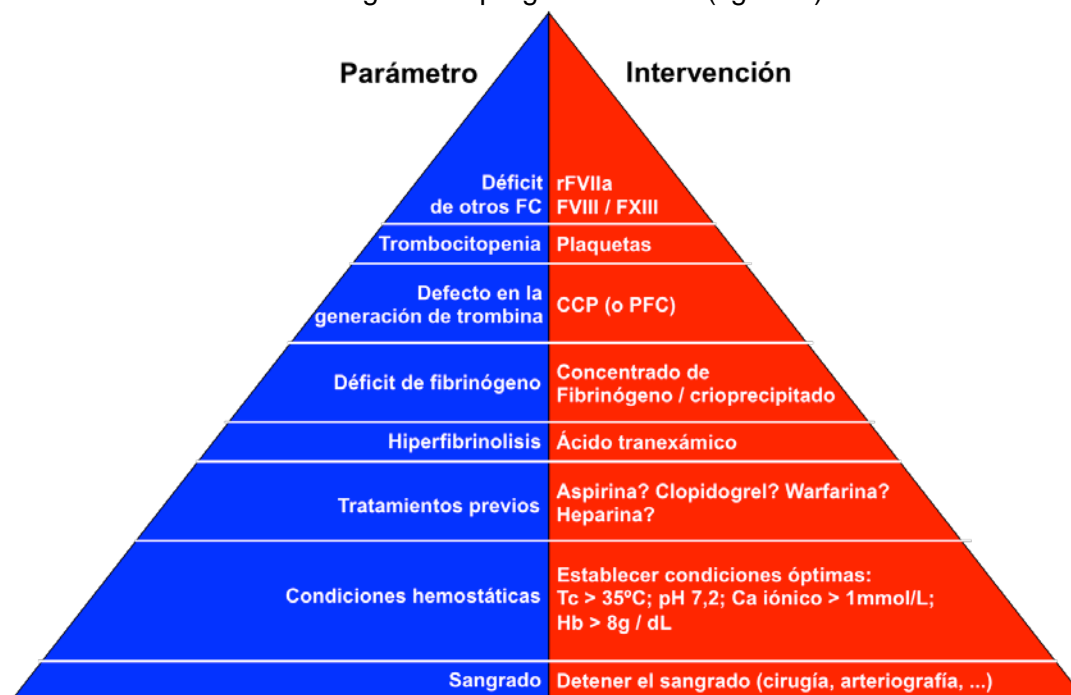 Parámetro
Intervención
Déficit
de otros FC
rFVIIa
FVIII / FXIII
Trombocitopenia
Plaquetas
Defecto en la
generación de trombina
CCP (o PFC)
Déficit de fibrinógeno
Concentrado de
Fibrinógeno / crioprecipitado
Hiperfibrinolisis
Ácido tranexámico
Tratamientos previos
Aspirina? Clopidogrel? Warfarina?
Heparina?
Condiciones hemostáticas
Establecer condiciones óptimas:
Tc > 35ºC; pH 7,2; Ca iónico > 1mmol/L;
Hb > 8g / dL
Sangrado
Detener el sangrado (cirugía, arteriografía, ...)